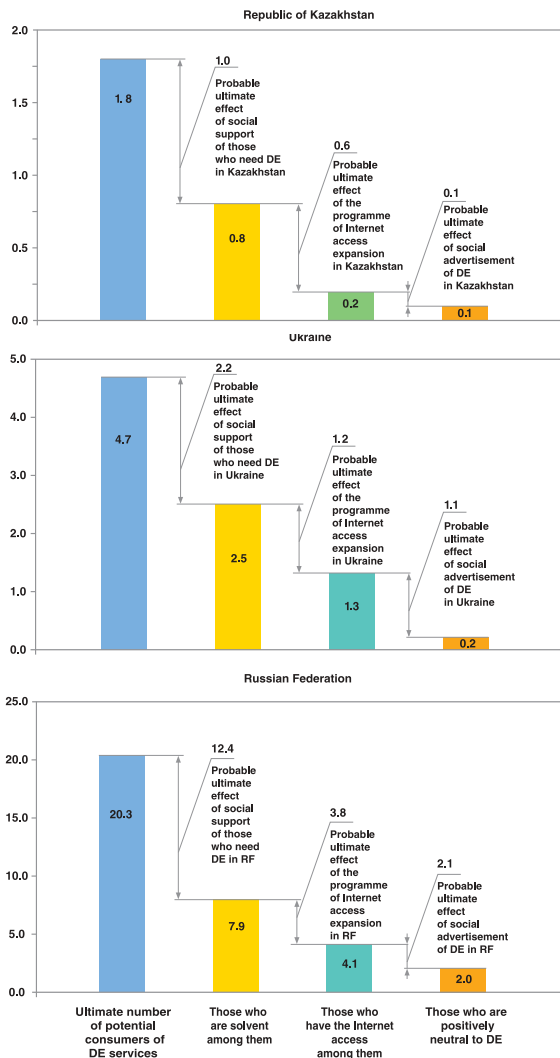 Republic of Kazakhstan
2.0
1.5
1.0
0.5
0.0
1. 8
1.0
Probable
ultimate
effect
of social
support
of those
who need DE
in Kazakhstan
0.8
0.6
Probable
ultimate
effect
of the
programme
of Internet
access
expansion
in Kazakhstan
0.2
0.1
Probable
ultimate
effect
of social
advertisement
of DE
in Kazakhstan
0.1
Ukraine
5.0
4.0
3.0
2.0
1.0
0.0
4.7
2.2
Probable
ultimate
effect
of social
support
of those
who need DE
in Ukraine
2.5
1.2
Probable
ultimate
effect
of the
programme
of Internet
access
expansion
in Ukraine
1.3
1.1
Probable
ultimate
effect
of social
advertisement
of DE
in Ukraine
0.2
Russian Federation
25.0
20.0
15.0
10.0
5.0
0.0
20.3
12.4
Probable
ultimate
effect
of social
support
of those
who need
DE in RF
7.9
3.8
Probable
ultimate
effect
of the
programme
of Internet
access
expansion
in RF
4.1
2.1
Probable
ultimate
effect
of social
advertisement
of DE in RF
2.0
Ultimate number
of potential
consumers of
DE services
Those who
are solvent
among them
Those who
have the Internet
access
among them
Those who are
positively
neutral to DE